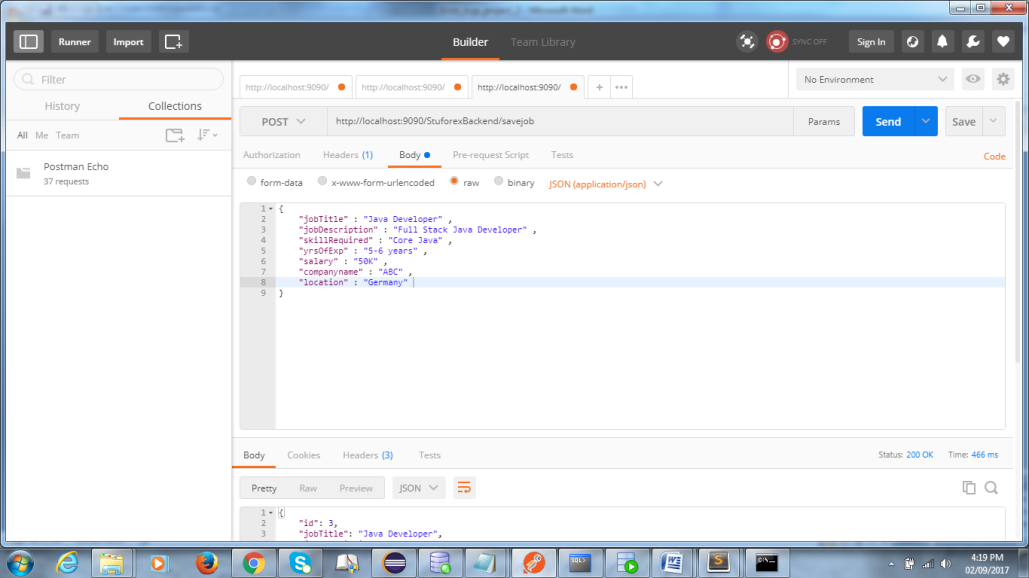 Microsoft Word
Runner
Import
Builder
Team Library
SYNC OFF
Sign In
Filter
History
Collections
All Me Team
Postman Echo
37 requests
http://localhost:9090/
http://localhost:9090/
http://localhost:9090/
+
•••
No Environment
POST
http://localhost:9090/StuforexBackend/savejob
Params
Send
Save
Authorization
Headers (1)
Body
Pre-request Script
Tests
Code
form-data
x-www-form-urlencoded
raw
binary
JSON (application/json)
1 {
2 "jobTitle" : "Java Developer" ,
3 "jobDescription" : "Full Stack Java Developer" ,
4 "skillRequired" : "Core Java" ,
5 "yrsOfExp" : "5-6 years" ,
6 "salary" : "50K" ,
7 "companyname" : "ABC" ,
8 "location" : "Germany"
9 }
Body
Cookies
Headers (3)
Tests
Status: 200 OK
Time: 466 ms
Pretty
Raw
Preview
JSON
1 {
2 "id": 3,
3 "jobTitle": "Java Developer",
4:19 PM
02/09/2017